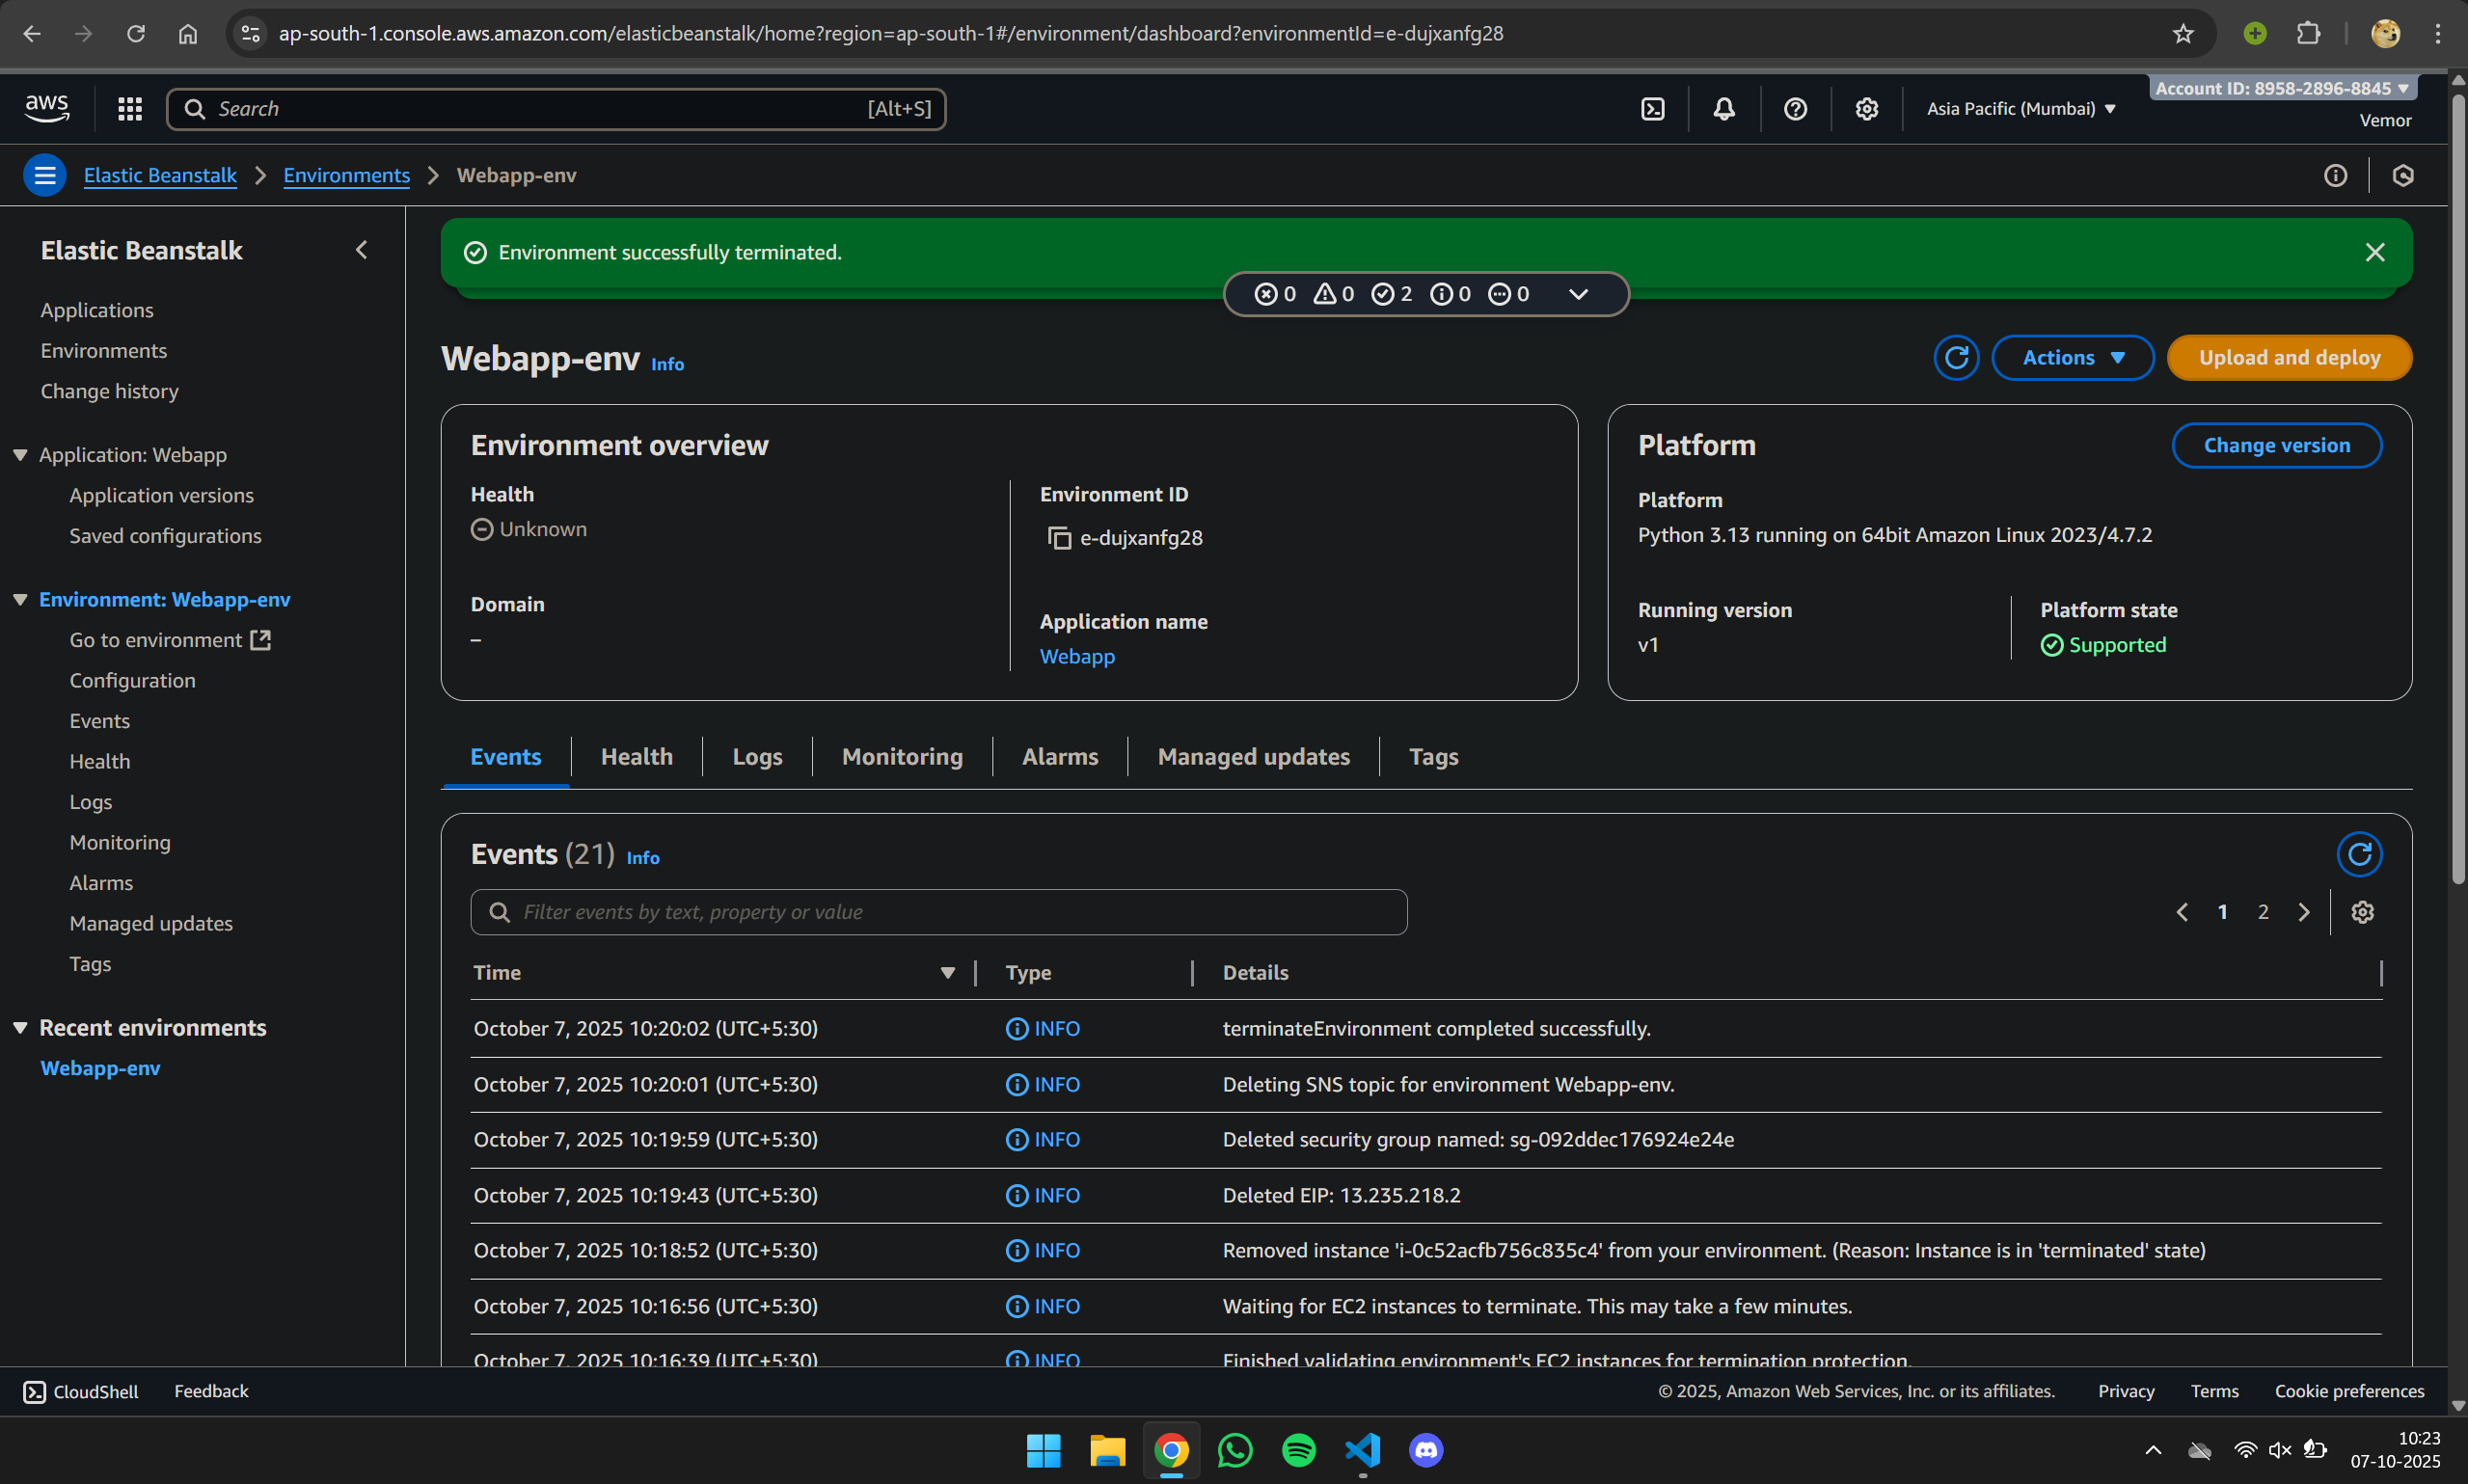 ap-south-1.console.aws.amazon.com/elasticbeanstalk/home?region=ap-south-1#/environment/dashboard?environmentId=e-dujxanfg28
aws
Search
[Alt+S]
Asia Pacific (Mumbai)
Account ID: 8958-2896-8845
Vemor
Elastic Beanstalk
Environments
Webapp-env
Elastic Beanstalk
Applications
Environments
Change history
Application: Webapp
Application versions
Saved configurations
Environment: Webapp-env
Go to environment
Configuration
Events
Health
Logs
Monitoring
Alarms
Managed updates
Tags
Recent environments
Webapp-env
Environment successfully terminated.
0 0 2 0 0
Webapp-env Info
Actions
Upload and deploy
Environment overview
Health
Unknown
Domain
–
Environment ID
e-dujxanfg28
Application name
Webapp
Platform
Change version
Platform
Python 3.13 running on 64bit Amazon Linux 2023/4.7.2
Running version
v1
Platform state
Supported
Events Health Logs Monitoring Alarms Managed updates Tags
Events (21) Info
Filter events by text, property or value
1 2
Time Type Details
October 7, 2025 10:20:02 (UTC+5:30) INFO terminateEnvironment completed successfully.
October 7, 2025 10:20:01 (UTC+5:30) INFO Deleting SNS topic for environment Webapp-env.
October 7, 2025 10:19:59 (UTC+5:30) INFO Deleted security group named: sg-092ddec176924e24e
October 7, 2025 10:19:43 (UTC+5:30) INFO Deleted EIP: 13.235.218.2
October 7, 2025 10:18:52 (UTC+5:30) INFO Removed instance 'i-0c52acfb756c835c4' from your environment. (Reason: Instance is in 'terminated' state)
October 7, 2025 10:16:56 (UTC+5:30) INFO Waiting for EC2 instances to terminate. This may take a few minutes.
October 7, 2025 10:16:39 (UTC+5:30) INFO Finished validating environment's EC2 instances for termination protection.
CloudShell
Feedback
© 2025, Amazon Web Services, Inc. or its affiliates.
Privacy
Terms
Cookie preferences
10:23
07-10-2025